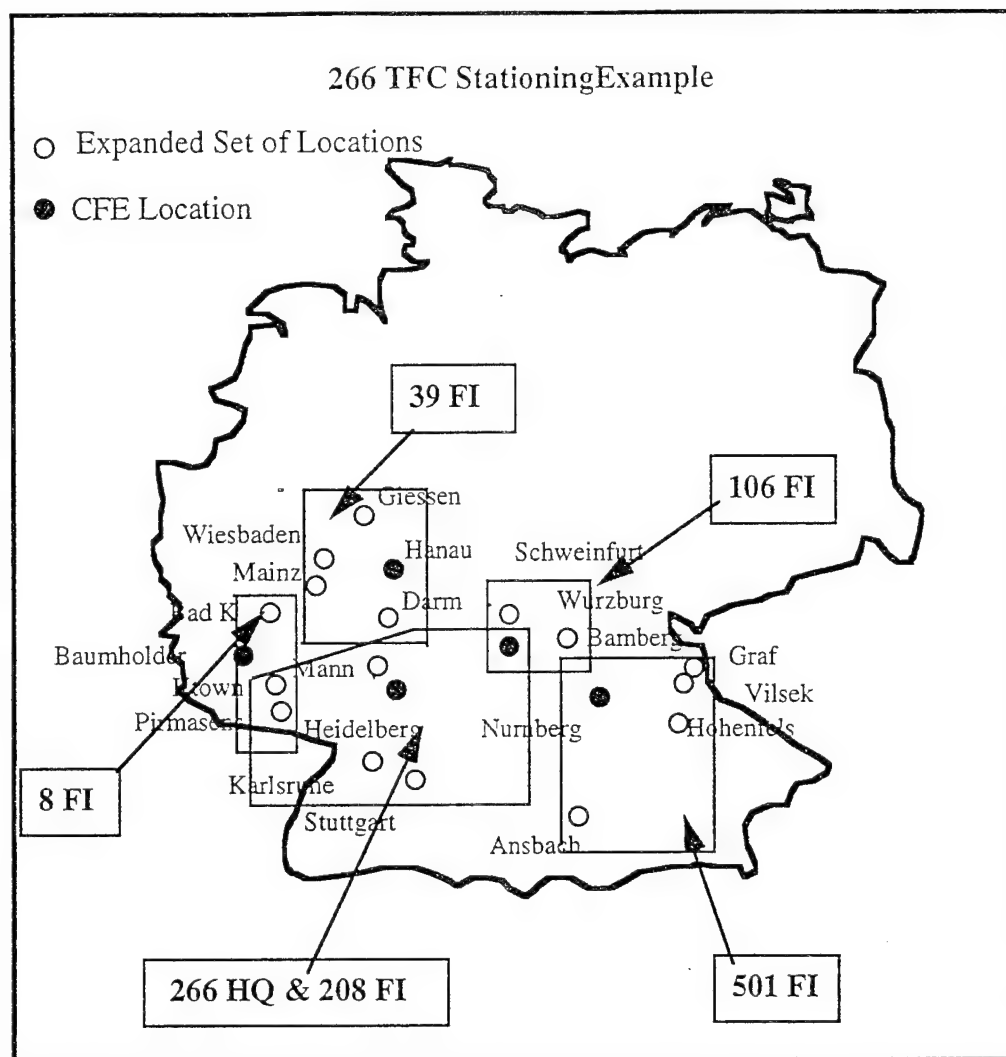 266 TFC StationingExample
Expanded Set of Locations
CFE Location
39 FI
106 FI
Giessen
Wiesbaden
Hanau
Schweinfurt
Mainz
Bad K
Darm
Wurzburg
Bamberg
Baumholder
Mann
Graf
Ktown
Vilsek
Pirmasens
Heidelberg
Nurnberg
Hohenfels
8 FI
Karlsruhe
Stuttgart
Ansbach
266 HQ & 208 FI
501 FI